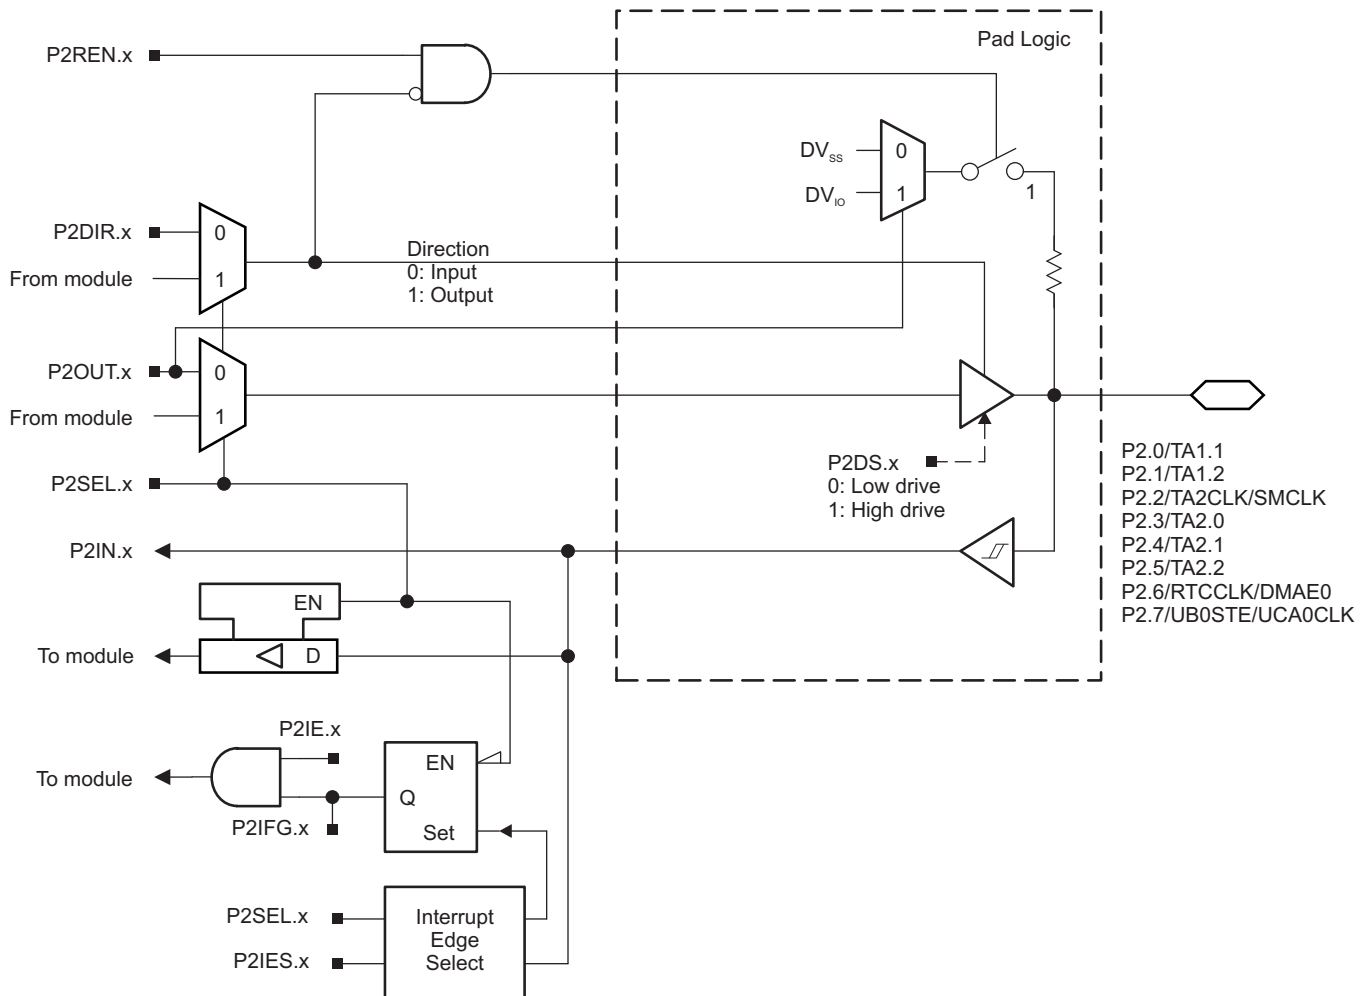 Pad Logic
P2REN.x
DVSS
0
DVIO
1
1
P2DIR.x
0
From module
1
Direction
0: Input
1: Output
P2OUT.x
0
From module
1
P2SEL.x
P2DS.x
0: Low drive
1: High drive
P2.0/TA1.1
P2.1/TA1.2
P2.2/TA2CLK/SMCLK
P2.3/TA2.0
P2.4/TA2.1
P2.5/TA2.2
P2.6/RTCCLK/DMAE0
P2.7/UB0STE/UCA0CLK
P2IN.x
EN
To module
D
P2IE.x
EN
To module
Q
P2IFG.x
Set
P2SEL.x
P2IES.x
Interrupt
Edge
Select